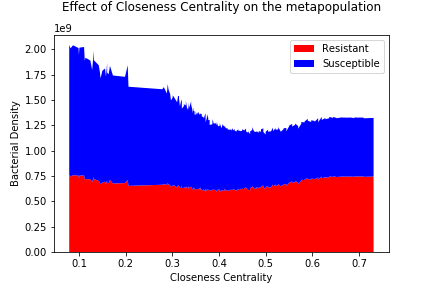 Effect of Closeness Centrality on the metapopulation
1e9
2.00
1.75
1.50
1.25
1.00
0.75
0.50
0.25
0.00
Bacterial Density
Resistant
Susceptible
0.1 0.2 0.3 0.4 0.5 0.6 0.7
Closeness Centrality